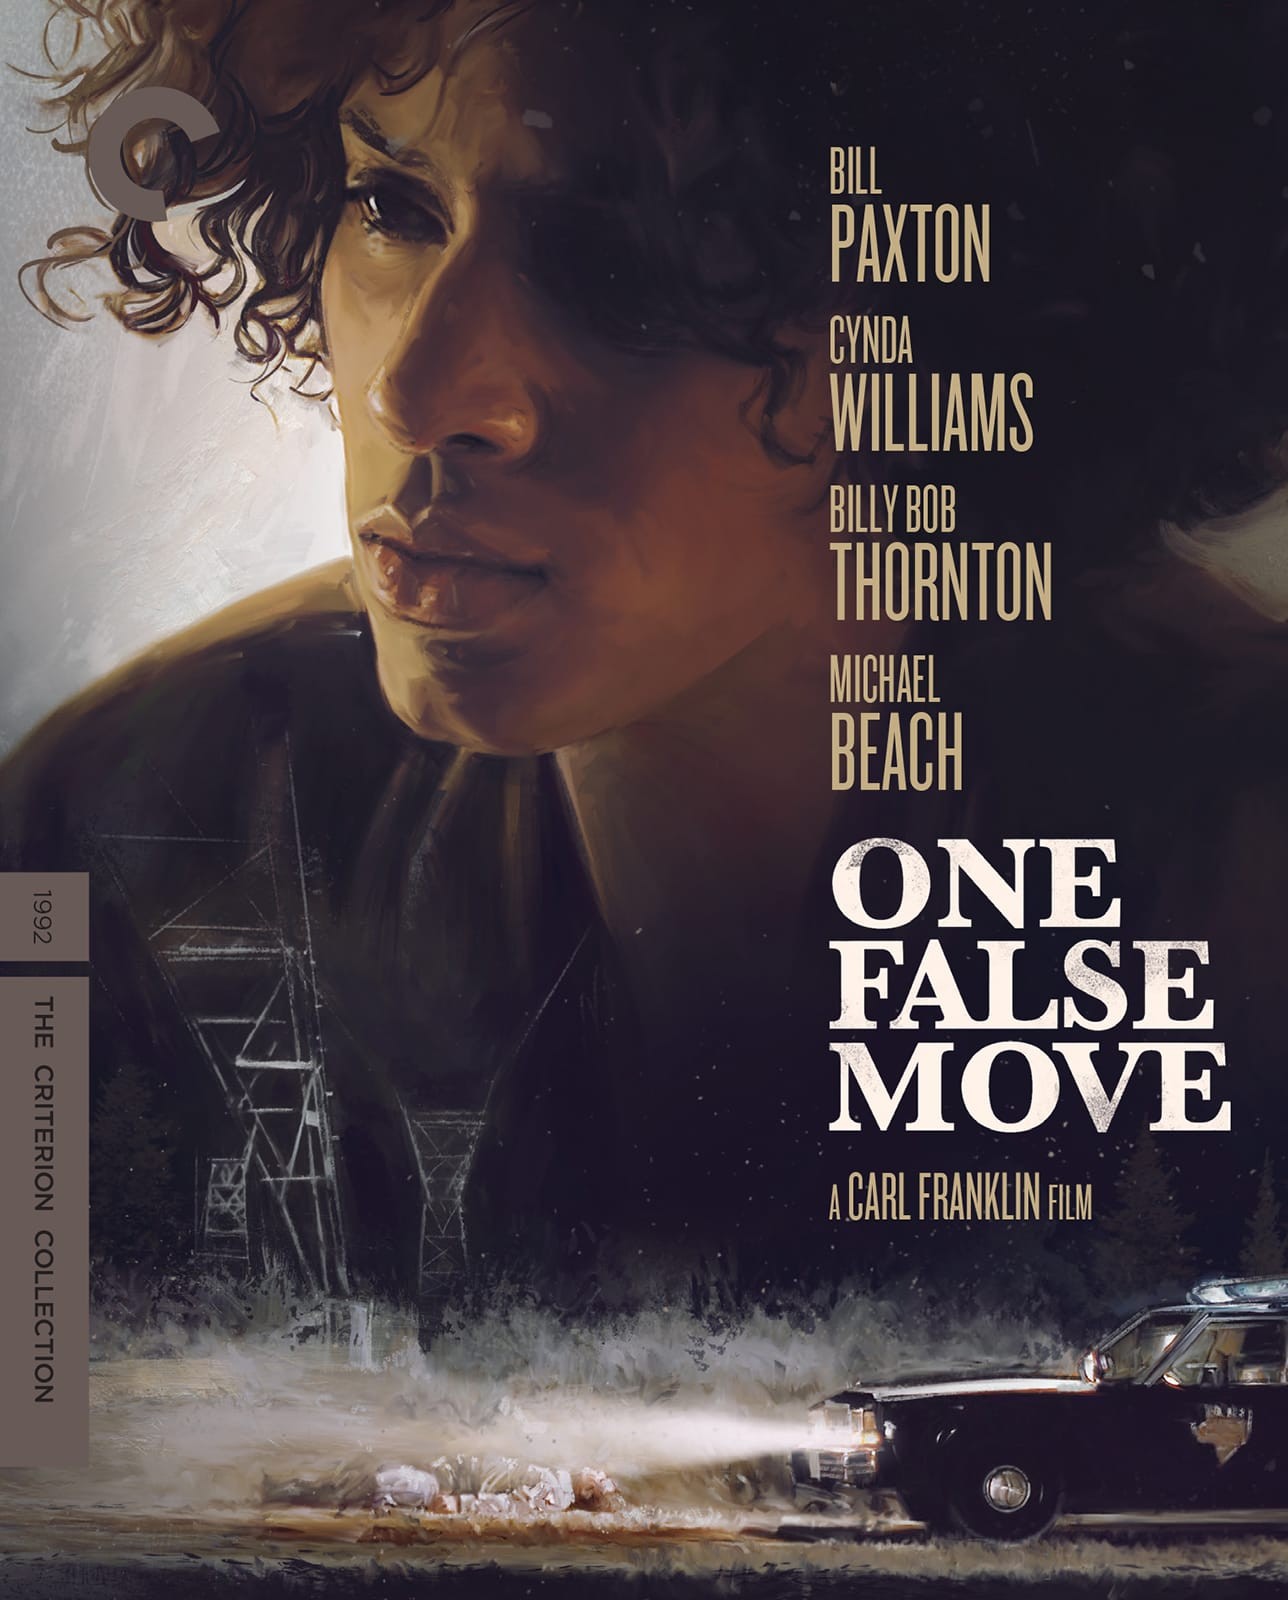 BILL
PAXTON
CYNDA
WILLIAMS
BILLY BOB
THORNTON
MICHAEL
BEACH
ONE
FALSE
MOVE
A CARL FRANKLIN FILM
1992
THE CRITERION COLLECTION